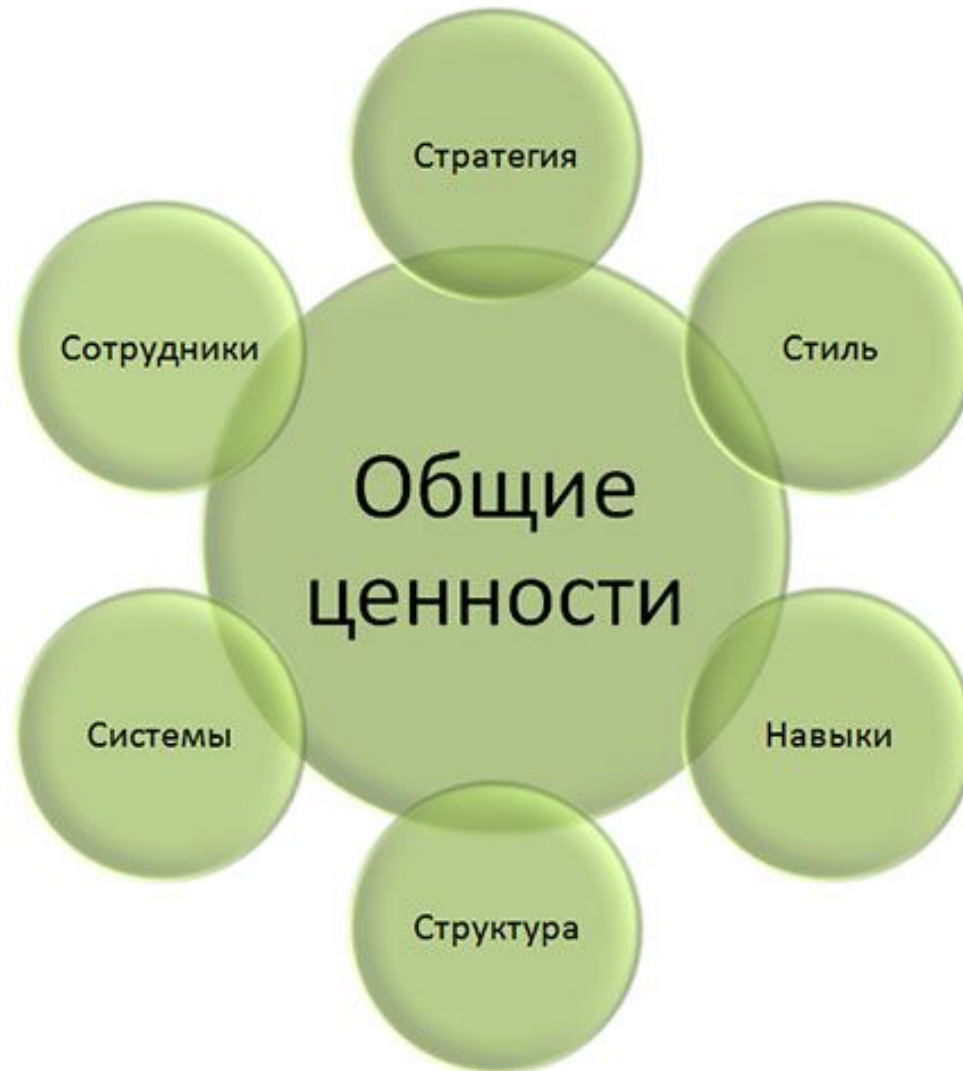 Стратегия
Сотрудники
Стиль
Общие
ценности
Системы
Навыки
Структура